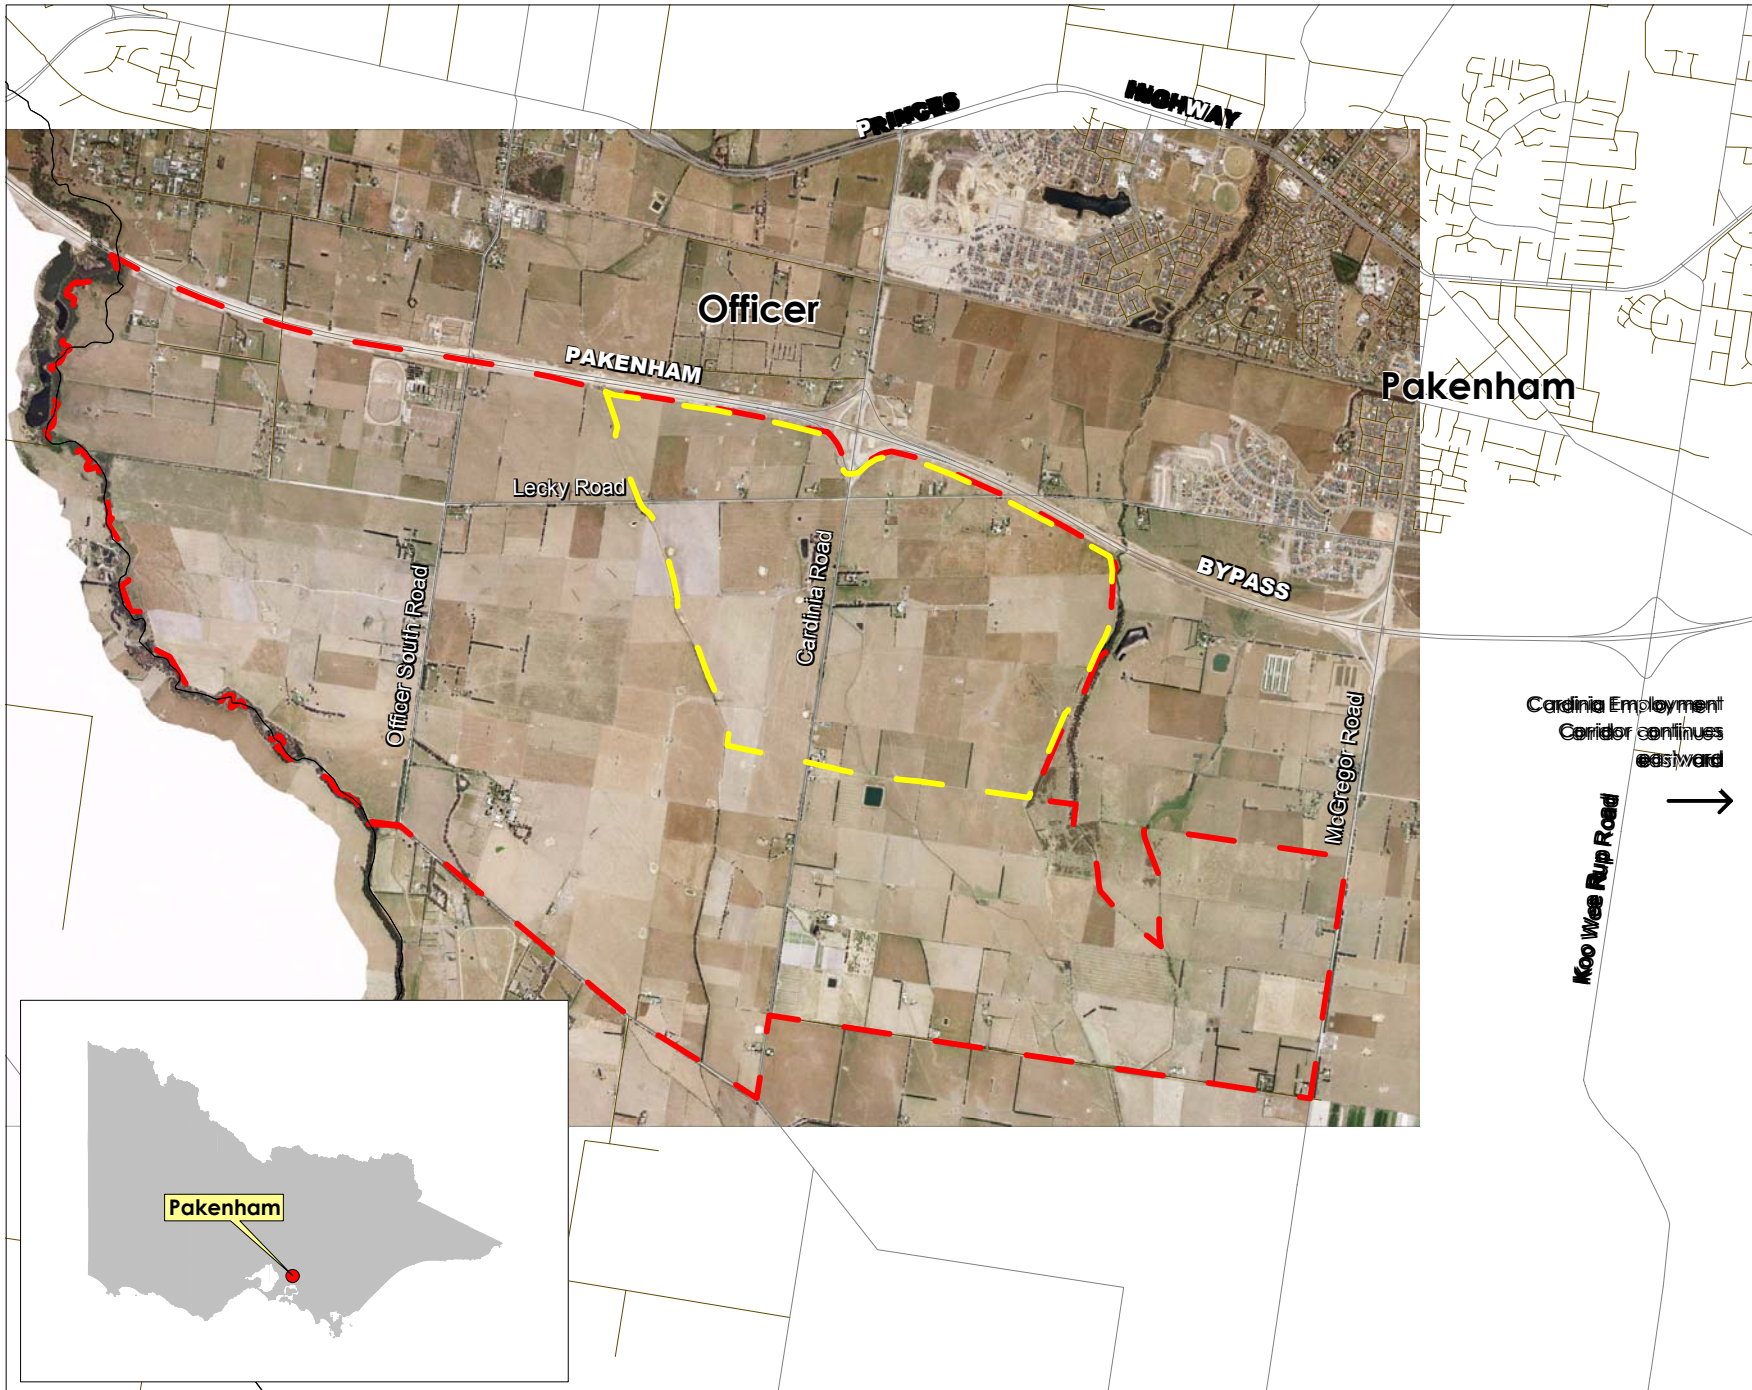 PRINCES HIGHWAY
Officer
PAKENHAM
Pakenham
Lecky Road
BYPASS
Cardinia Road
Officer South Road
McGregor Road
Cardinia Employment
Corridor continues
eastward
Koo Wee Rup Road
Pakenham